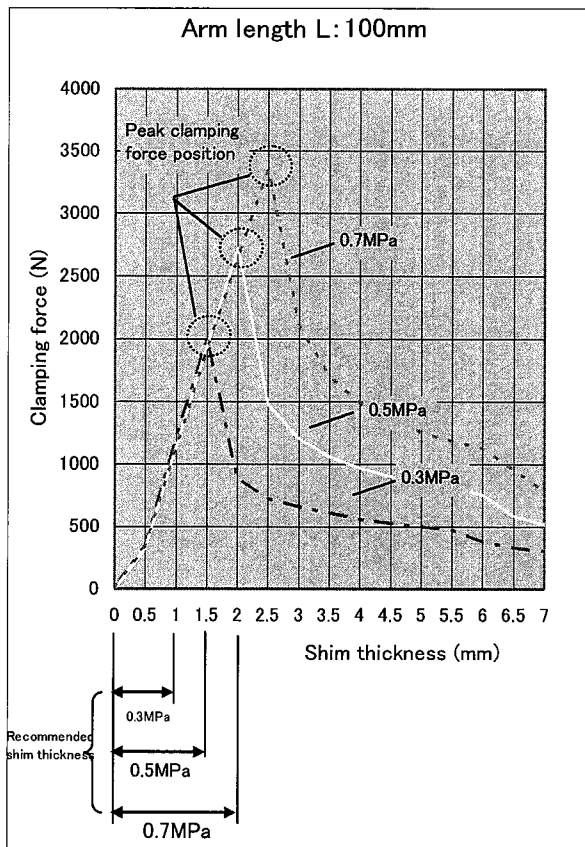 Arm length L: 100mm
4000
3500
3000
2500
2000
1500
1000
500
0
Clamping force (N)
Peak clamping
force position
0.7MPa
0.5MPa
0.3MPa
0 0.5 1 1.5 2 2.5 3 3.5 4 4.5 5 5.5 6 6.5 7
Shim thickness (mm)
Recommended
shim thickness
0.3MPa
0.5MPa
0.7MPa